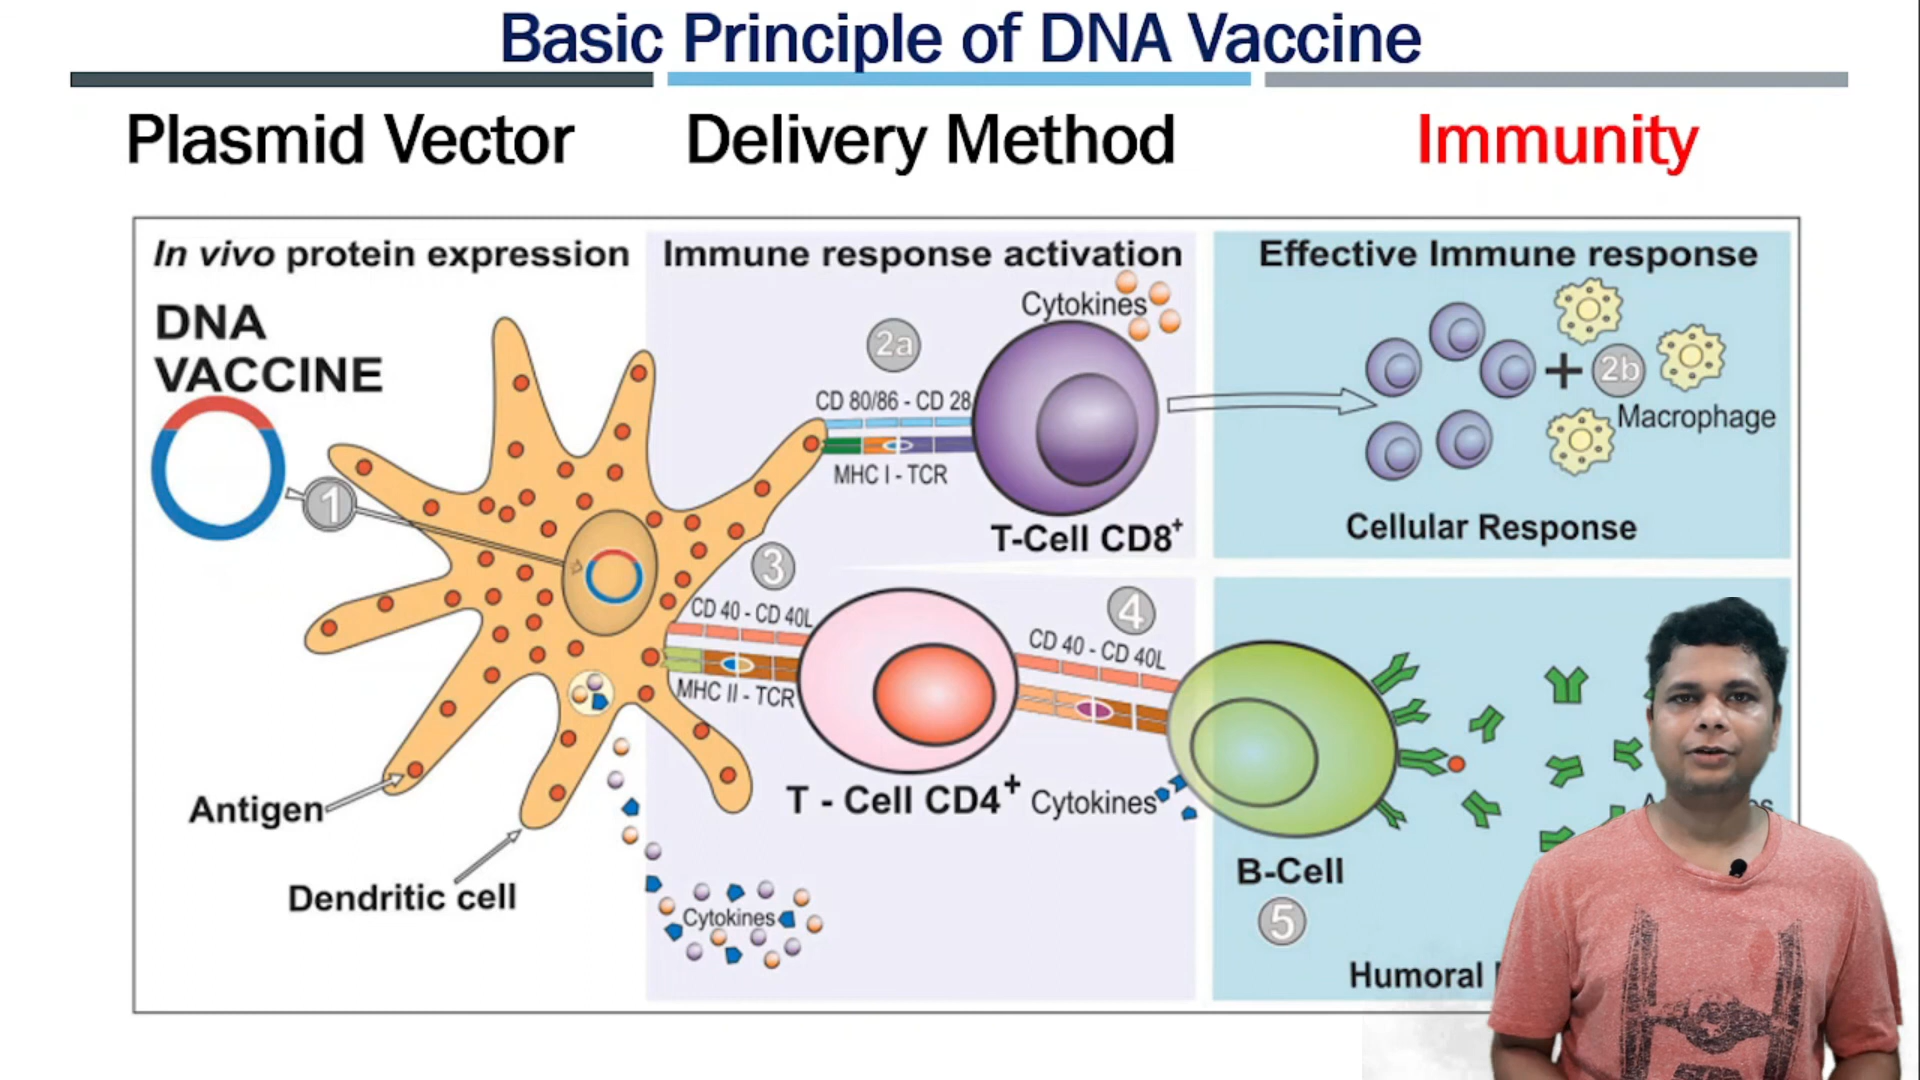 Basic Principle of DNA Vaccine
Plasmid Vector
Delivery Method
Immunity
In vivo protein expression
Immune response activation
Effective Immune response
DNA
VACCINE
1
Antigen
Dendritic cell
Cytokines
2a
CD 80/86 - CD 28
MHC I - TCR
T-Cell CD8+
3
CD 40 - CD 40L
MHC II - TCR
T - Cell CD4+
4
CD 40 - CD 40L
Cytokines
Cytokines
+
2b
Macrophage
Cellular Response
B-Cell
5
Humoral